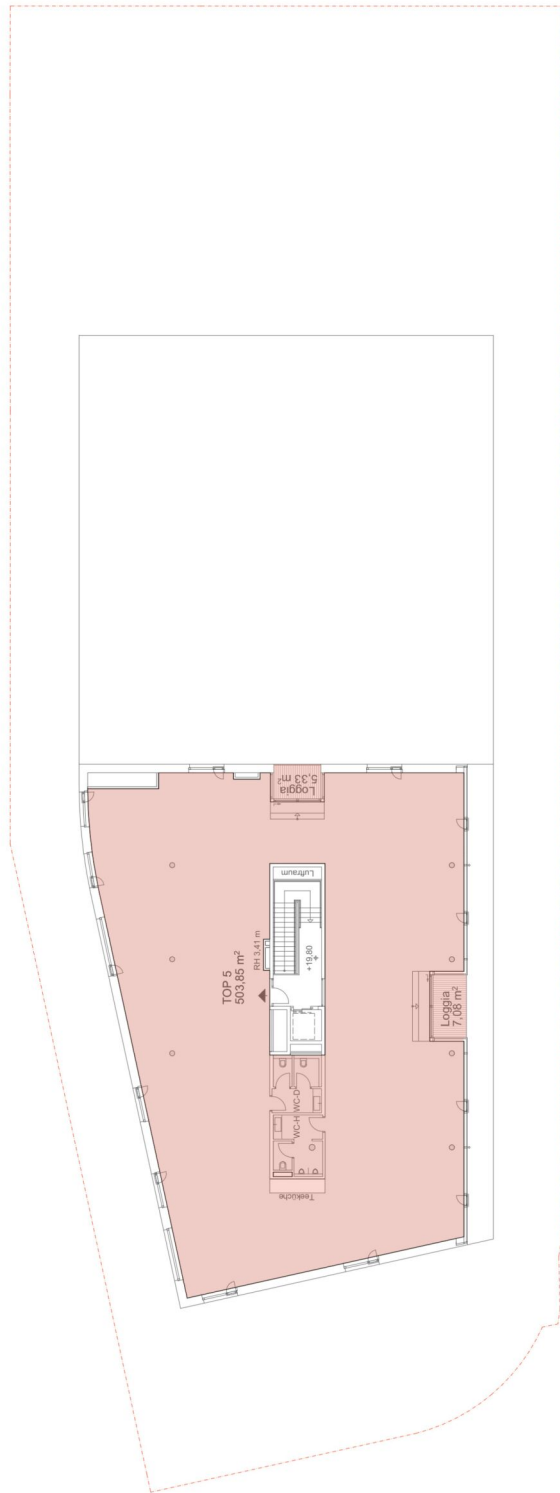 TOP 5
503,85 m²
RH 3,41 m
Luftraum
+19,80
Loggia
5,33 m²
Loggia
7,08 m²
WC-H
WC-D
Teeküche